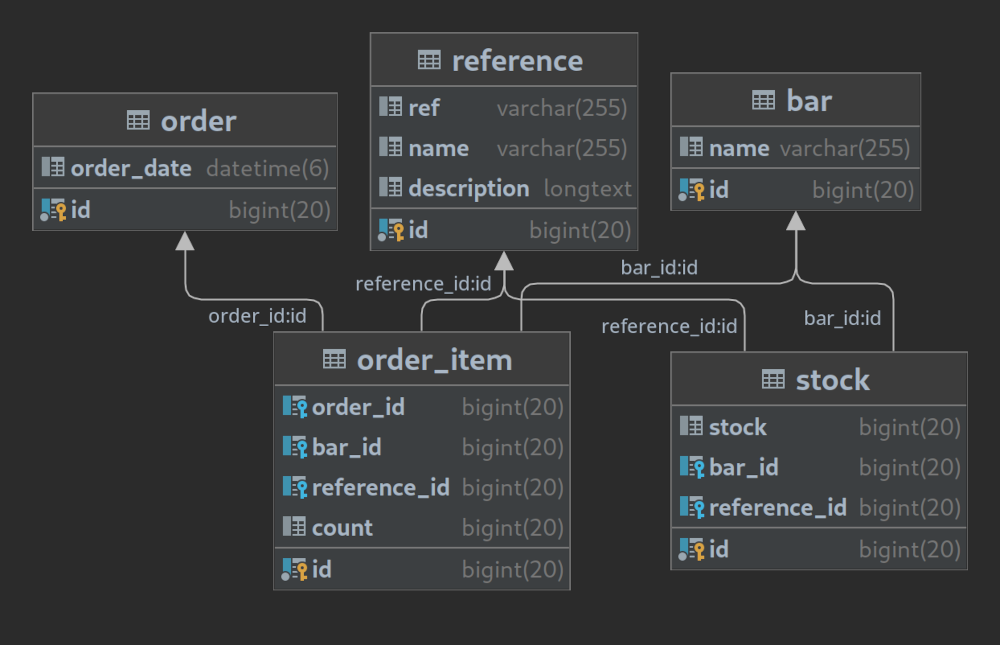 order
order_date datetime(6)
id bigint(20)
reference
ref varchar(255)
name varchar(255)
description longtext
id bigint(20)
bar
name varchar(255)
id bigint(20)
order_id:id
reference_id:id
bar_id:id
reference_id:id
bar_id:id
order_item
order_id bigint(20)
bar_id bigint(20)
reference_id bigint(20)
count bigint(20)
id bigint(20)
stock
stock bigint(20)
bar_id bigint(20)
reference_id bigint(20)
id bigint(20)